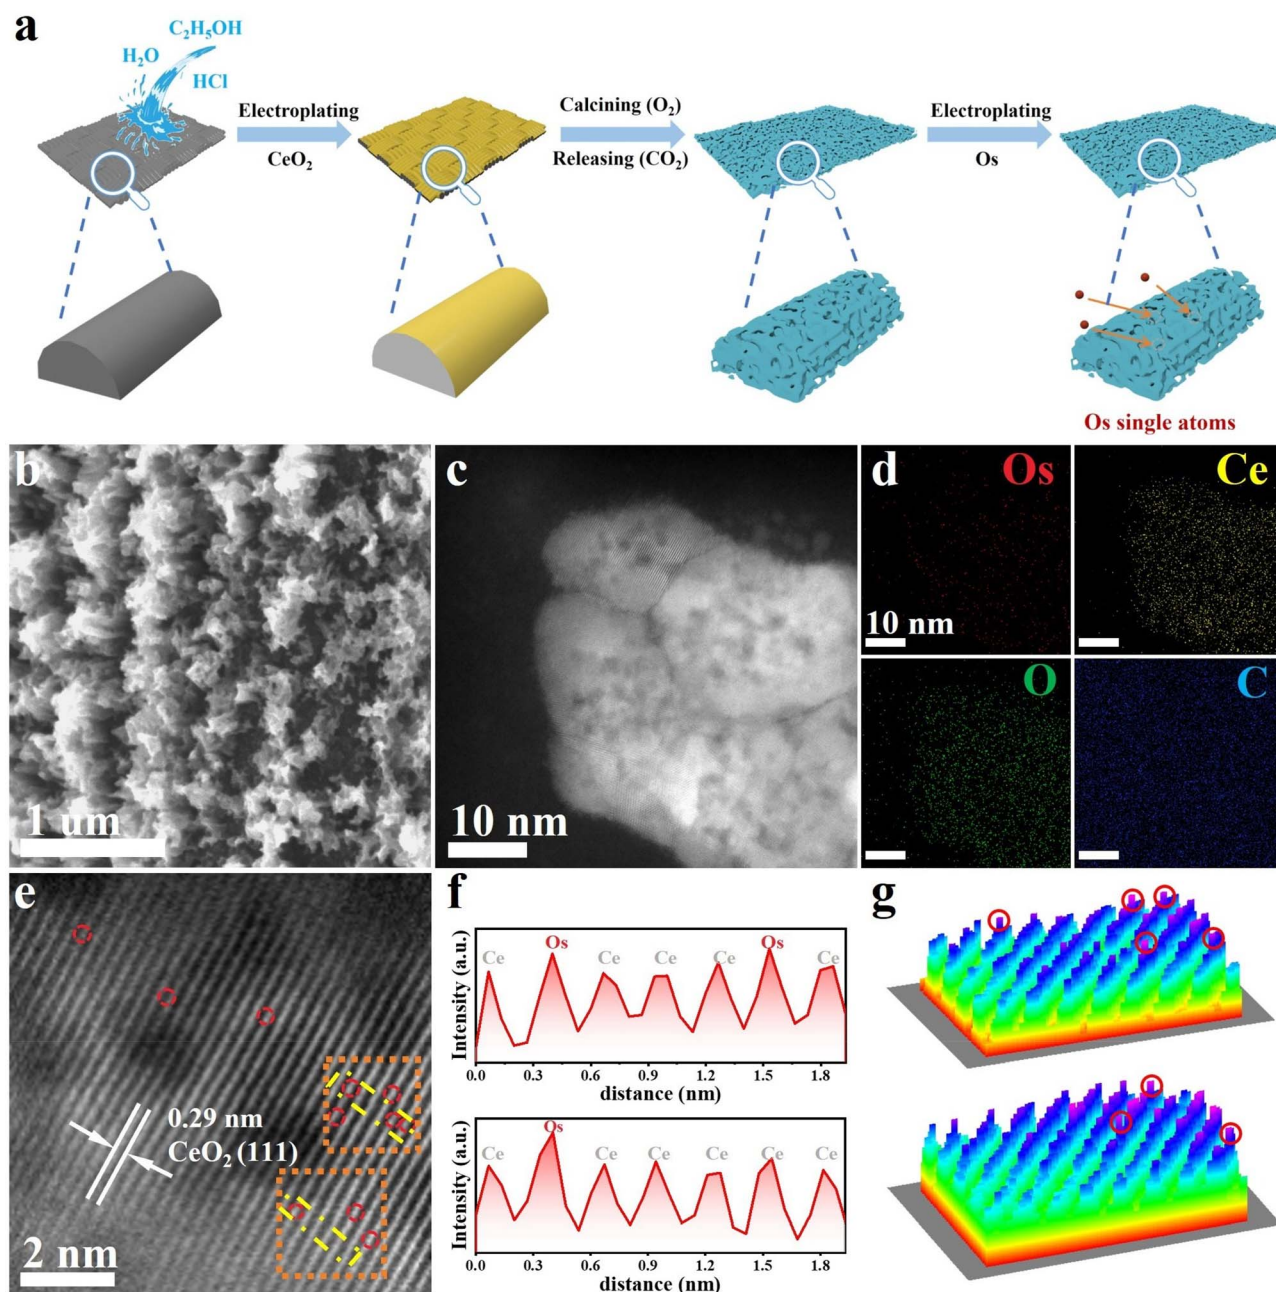 a
C₂H₅OH
H₂O
HCl
Electroplating
CeO₂
Calcining (O₂)
Releasing (CO₂)
Electroplating
Os
Os single atoms
b
1 um
c
10 nm
d
Os
10 nm
Ce
O
C
e
0.29 nm
CeO₂ (111)
2 nm
f
Intensity (a.u.)
Ce Os Ce Ce Ce Os Ce
0.0 0.3 0.6 0.9 1.2 1.5 1.8
distance (nm)
Intensity (a.u.)
Ce Os Ce Ce Ce Ce Ce
0.0 0.3 0.6 0.9 1.2 1.5 1.8
distance (nm)
g